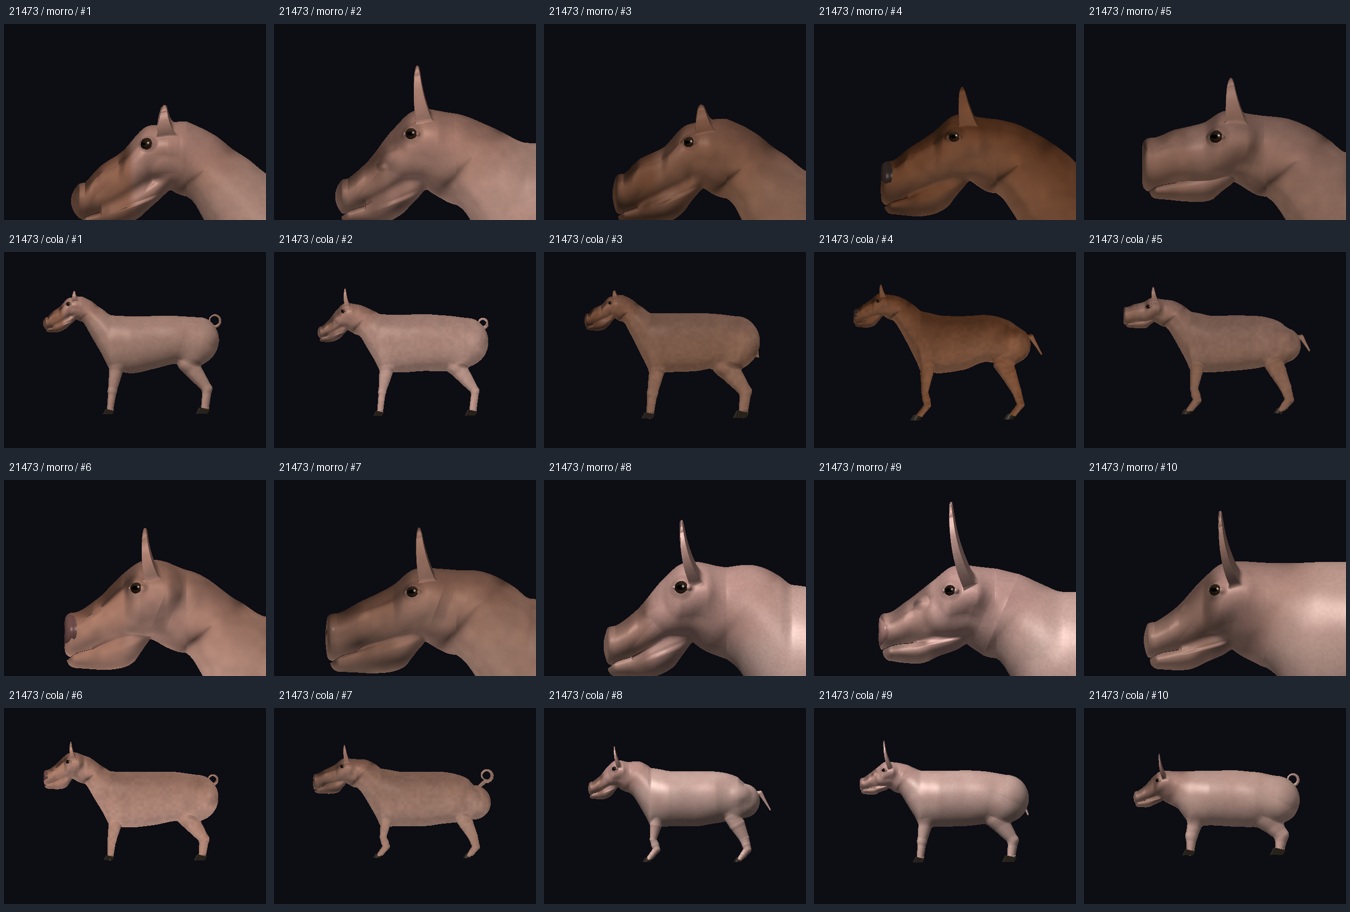 21473 / morro / #1
21473 / morro / #2
21473 / morro / #3
21473 / morro / #4
21473 / morro / #5
21473 / cola / #1
21473 / cola / #2
21473 / cola / #3
21473 / cola / #4
21473 / cola / #5
21473 / morro / #6
21473 / morro / #7
21473 / morro / #8
21473 / morro / #9
21473 / morro / #10
21473 / cola / #6
21473 / cola / #7
21473 / cola / #8
21473 / cola / #9
21473 / cola / #10